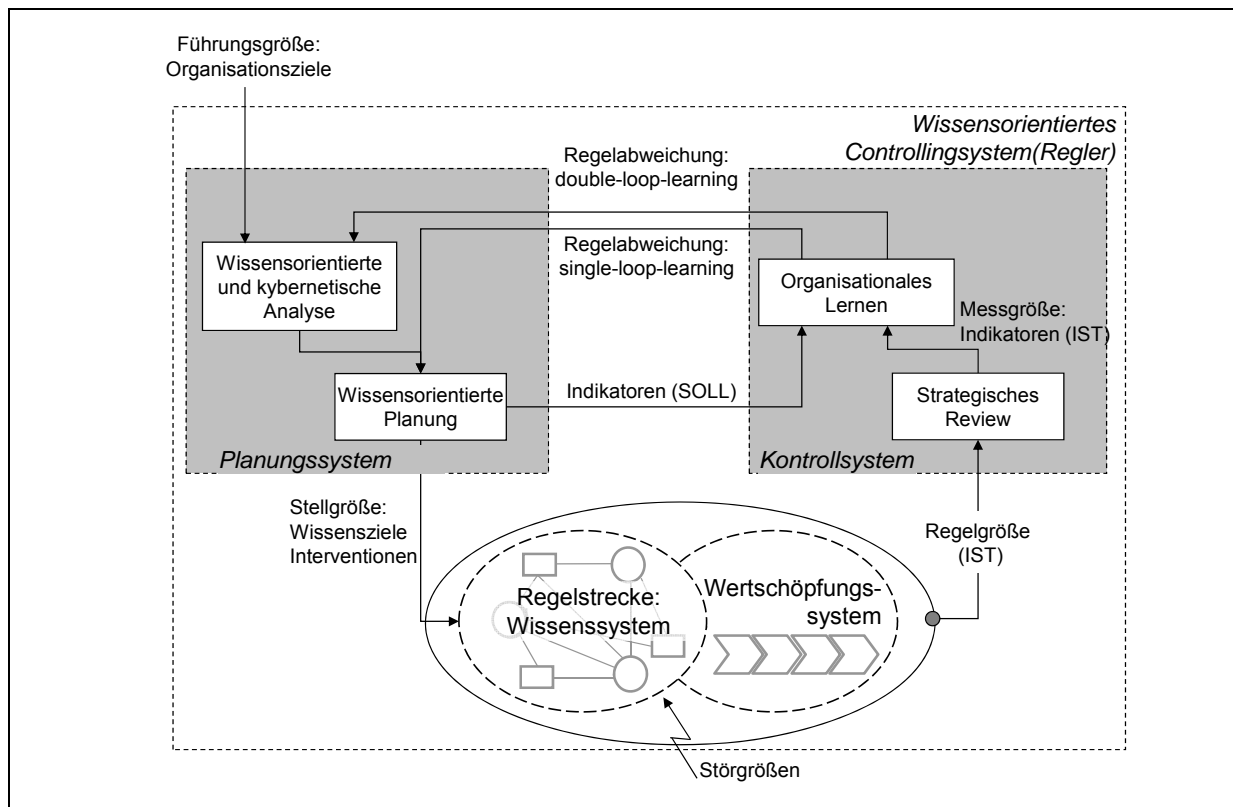 Führungsgröße:
Organisationsziele
Wissensorientiertes
Controllingsystem(Regler)
Regelabweichung:
double-loop-learning
Regelabweichung:
single-loop-learning
Wissensorientierte
und kybernetische
Analyse
Organisationales
Lernen
Messgröße:
Indikatoren (IST)
Wissensorientierte
Planung
Indikatoren (SOLL)
Strategisches
Review
Planungssystem
Kontrollsystem
Stellgröße:
Wissensziele
Interventionen
Regelgröße
(IST)
Regelstrecke:
Wissenssystem
Wertschöpfungs-
system
Störgrößen